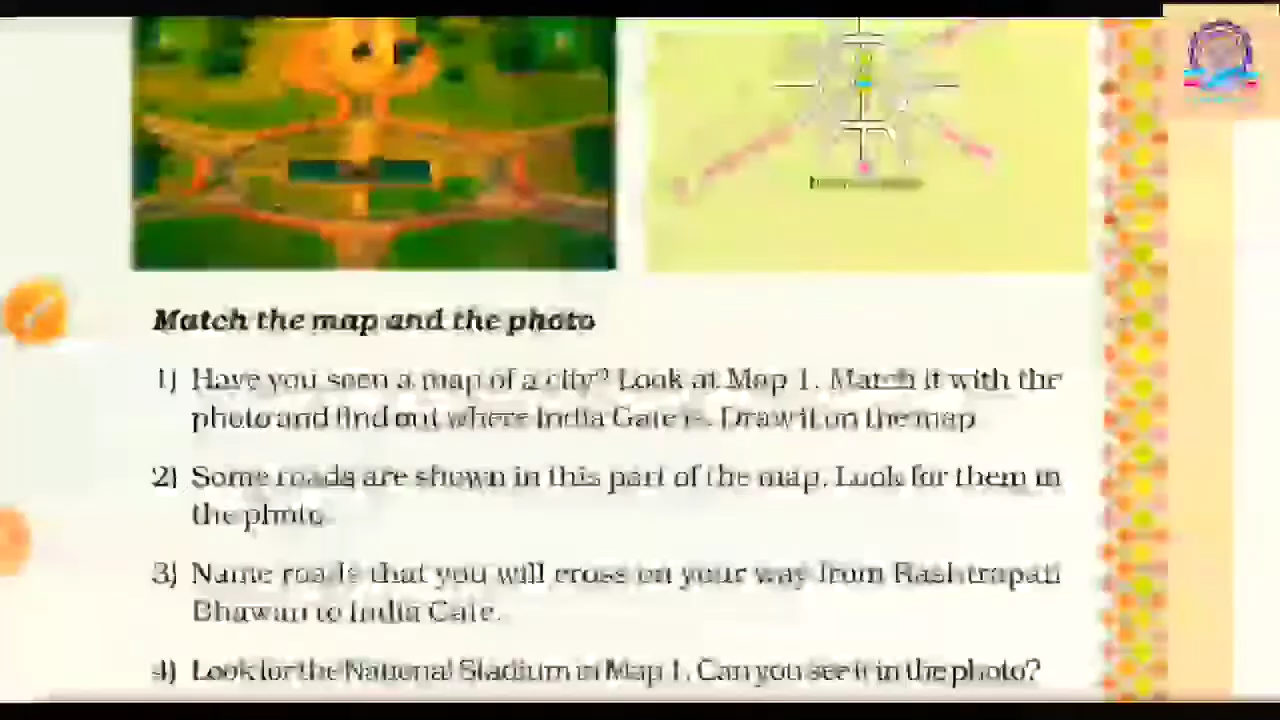 Match the map and the photo
1) Have you seen a map of a city? Look at Map 1. Match it with the
photo and find out where India Gate is. Draw it on the map.
2) Some roads are shown in this part of the map. Look for them in
the photo.
3) Name roads that you will cross on your way from Rashtrapati
Bhawan to India Gate.
4) Look for the National Stadium in Map 1. Can you see it in the photo?